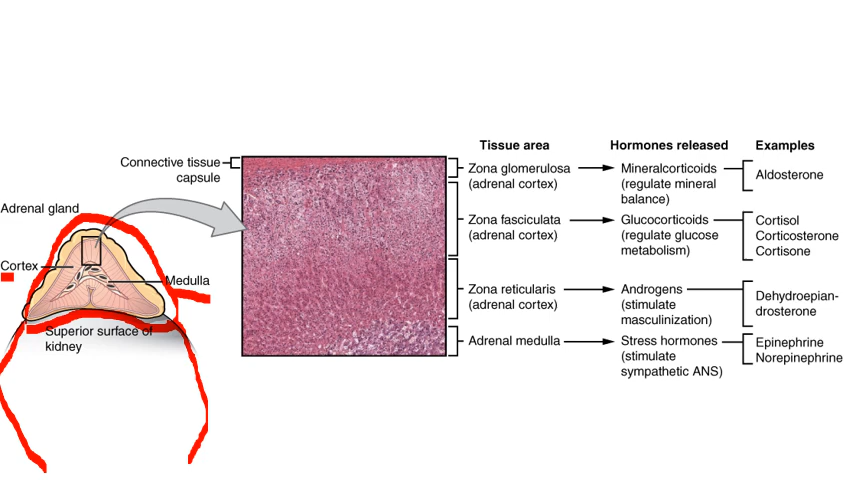 Tissue area
Hormones released
Examples
Connective tissue
capsule
Zona glomerulosa
(adrenal cortex)
Mineralcorticoids
(regulate mineral
balance)
Aldosterone
Adrenal gland
Zona fasciculata
(adrenal cortex)
Glucocorticoids
(regulate glucose
metabolism)
Cortisol
Corticosterone
Cortisone
Cortex
Medulla
Zona reticularis
(adrenal cortex)
Androgens
(stimulate
masculinization)
Dehydroepian-
drosterone
Superior surface of
kidney
Adrenal medulla
Stress hormones
(stimulate
sympathetic ANS)
Epinephrine
Norepinephrine